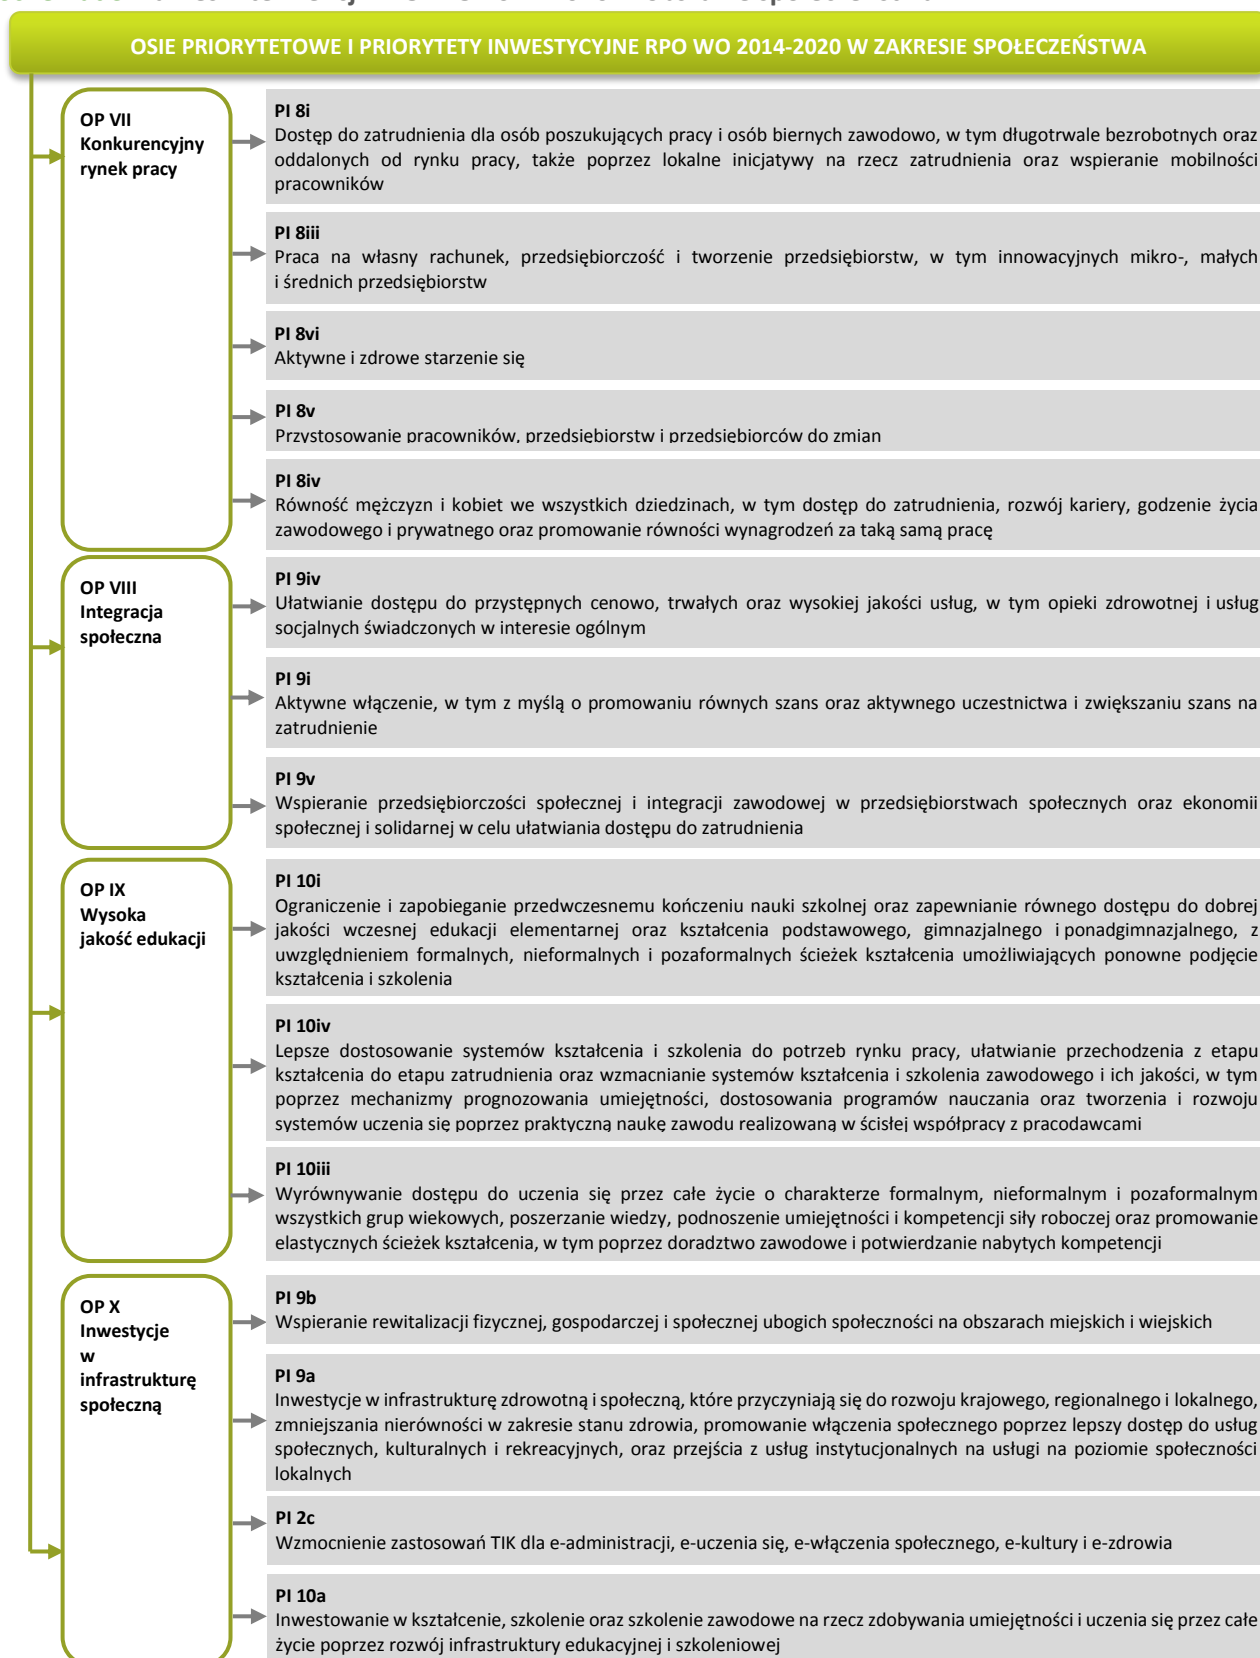 OSIE PRIORYTETOWE I PRIORYTETY INWESTYCYJNE RPO WO 2014-2020 W ZAKRESIE SPOŁECZEŃSTWA
OP VII
Konkurencyjny
rynek pracy
PI 8i
Dostęp do zatrudnienia dla osób poszukujących pracy i osób biernych zawodowo, w tym długotrwale bezrobotnych oraz
oddalonych od rynku pracy, także poprzez lokalne inicjatywy na rzecz zatrudnienia oraz wspieranie mobilności
pracowników
PI 8iii
Praca na własny rachunek, przedsiębiorczość i tworzenie przedsiębiorstw, w tym innowacyjnych mikro-, małych
i średnich przedsiębiorstw
PI 8vi
Aktywne i zdrowe starzenie się
PI 8v
Przystosowanie pracowników, przedsiębiorstw i przedsiębiorców do zmian
PI 8iv
Równość mężczyzn i kobiet we wszystkich dziedzinach, w tym dostęp do zatrudnienia, rozwój kariery, godzenie życia
zawodowego i prywatnego oraz promowanie równości wynagrodzeń za taką samą pracę
OP VIII
Integracja
społeczna
PI 9iv
Ułatwianie dostępu do przystępnych cenowo, trwałych oraz wysokiej jakości usług, w tym opieki zdrowotnej i usług
socjalnych świadczonych w interesie ogólnym
PI 9i
Aktywne włączenie, w tym z myślą o promowaniu równych szans oraz aktywnego uczestnictwa i zwiększaniu szans na
zatrudnienie
PI 9v
Wspieranie przedsiębiorczości społecznej i integracji zawodowej w przedsiębiorstwach społecznych oraz ekonomii
społecznej i solidarnej w celu ułatwiania dostępu do zatrudnienia
OP IX
Wysoka
jakość edukacji
PI 10i
Ograniczenie i zapobieganie przedwczesnemu kończeniu nauki szkolnej oraz zapewnianie równego dostępu do dobrej
jakości wczesnej edukacji elementarnej oraz kształcenia podstawowego, gimnazjalnego i ponadgimnazjalnego, z
uwzględnieniem formalnych, nieformalnych i pozaformalnych ścieżek kształcenia umożliwiających ponowne podjęcie
kształcenia i szkolenia
PI 10iv
Lepsze dostosowanie systemów kształcenia i szkolenia do potrzeb rynku pracy, ułatwianie przechodzenia z etapu
kształcenia do etapu zatrudnienia oraz wzmacnianie systemów kształcenia i szkolenia zawodowego i ich jakości, w tym
poprzez mechanizmy prognozowania umiejętności, dostosowania programów nauczania oraz tworzenia i rozwoju
systemów uczenia się poprzez praktyczną naukę zawodu realizowaną w ścisłej współpracy z pracodawcami
PI 10iii
Wyrównywanie dostępu do uczenia się przez całe życie o charakterze formalnym, nieformalnym i pozaformalnym
wszystkich grup wiekowych, poszerzanie wiedzy, podnoszenie umiejętności i kompetencji siły roboczej oraz promowanie
elastycznych ścieżek kształcenia, w tym poprzez doradztwo zawodowe i potwierdzanie nabytych kompetencji
OP X
Inwestycje
w
infrastrukturę
społeczną
PI 9b
Wspieranie rewitalizacji fizycznej, gospodarczej i społecznej ubogich społeczności na obszarach miejskich i wiejskich
PI 9a
Inwestycje w infrastrukturę zdrowotną i społeczną, które przyczyniają się do rozwoju krajowego, regionalnego i lokalnego,
zmniejszania nierówności w zakresie stanu zdrowia, promowanie włączenia społecznego poprzez lepszy dostęp do usług
społecznych, kulturalnych i rekreacyjnych, oraz przejścia z usług instytucjonalnych na usługi na poziomie społeczności
lokalnych
PI 2c
Wzmocnienie zastosowań TIK dla e-administracji, e-uczenia się, e-włączenia społecznego, e-kultury i e-zdrowia
PI 10a
Inwestowanie w kształcenie, szkolenie oraz szkolenie zawodowe na rzecz zdobywania umiejętności i uczenia się przez całe
życie poprzez rozwój infrastruktury edukacyjnej i szkoleniowej